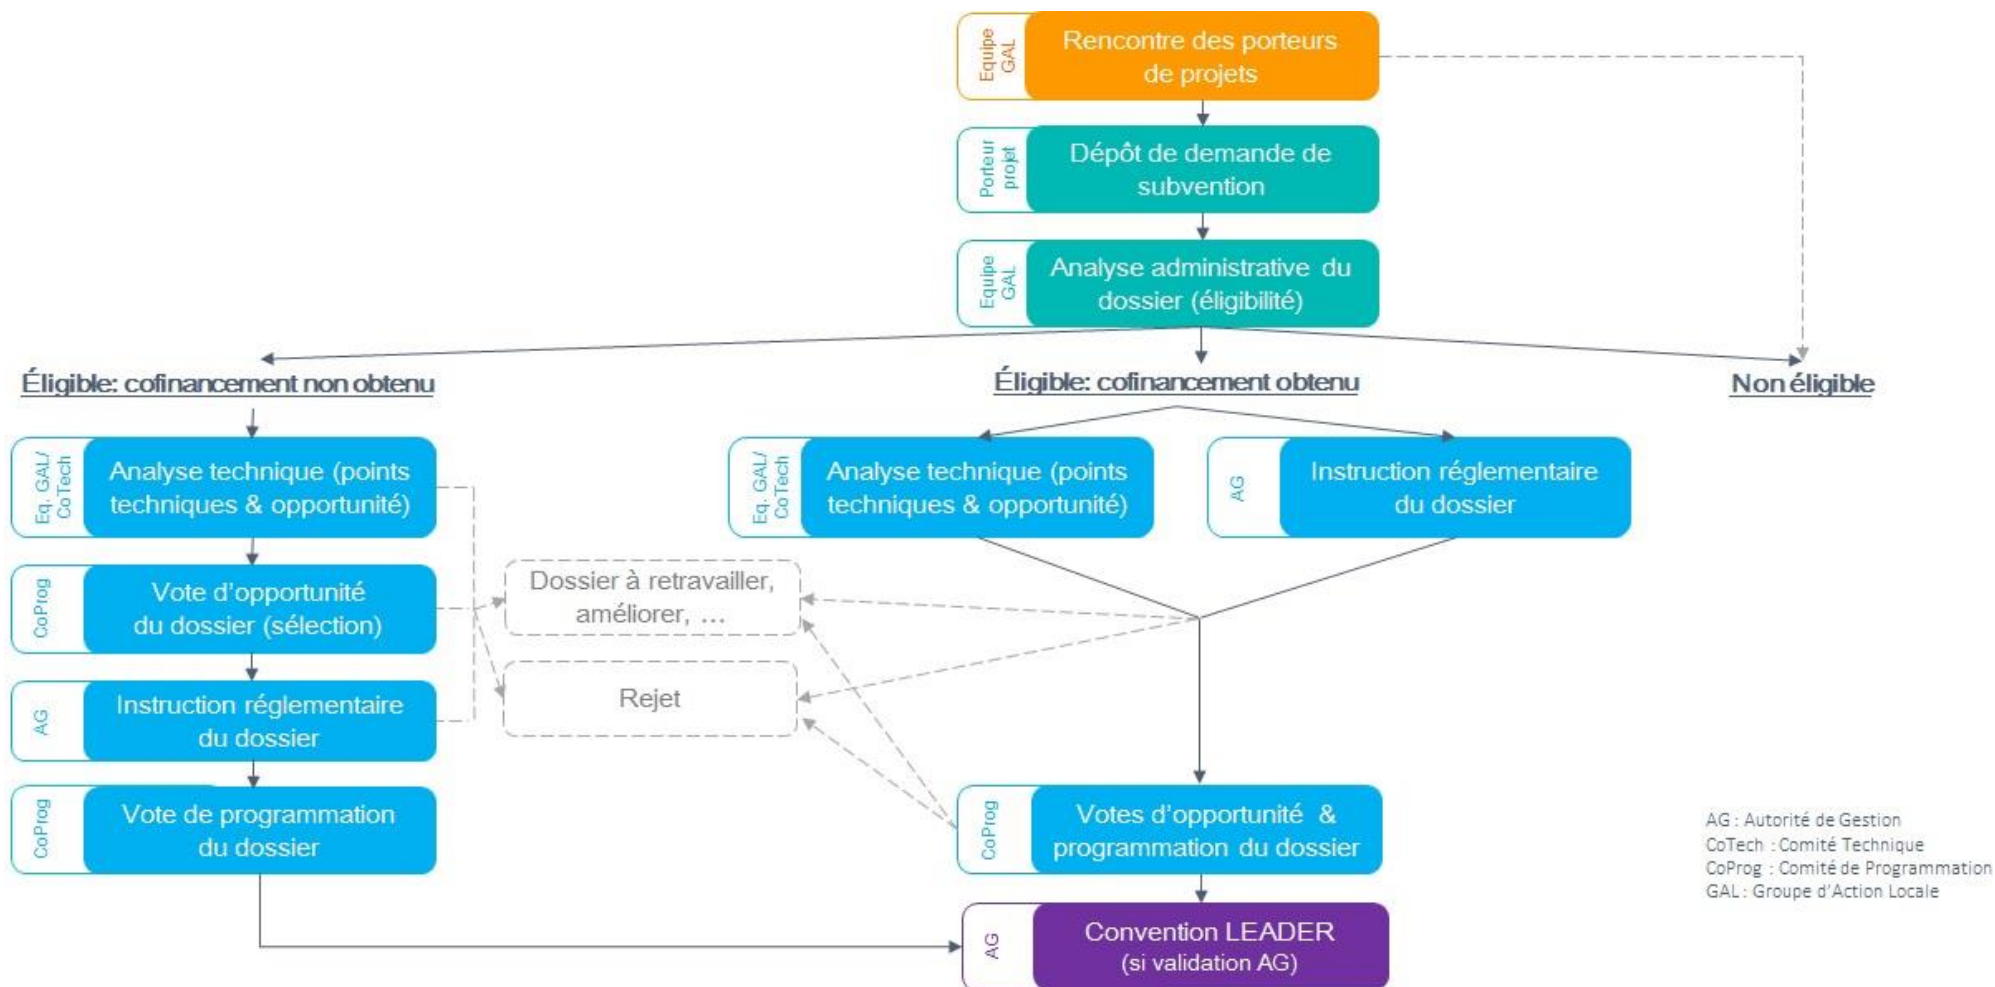 Equipe
GAL
Rencontre des porteurs
de projets
Porteur
projet
Dépôt de demande de
subvention
Equipe
GAL
Analyse administrative du
dossier (éligibilité)
Éligible: cofinancement non obtenu
Éligible: cofinancement obtenu
Non éligible
Eq. GAL/
CoTech
Analyse technique (points
techniques & opportunité)
Eq. GAL/
CoTech
Analyse technique (points
techniques & opportunité)
AG
Instruction réglementaire
du dossier
CoProg
Vote d’opportunité
du dossier (sélection)
Dossier à retravailler,
améliorer, …
AG
Instruction réglementaire
du dossier
Rejet
CoProg
Vote de programmation
du dossier
CoProg
Votes d’opportunité &
programmation du dossier
AG
Convention LEADER
(si validation AG)
AG : Autorité de Gestion
CoTech : Comité Technique
CoProg : Comité de Programmation
GAL : Groupe d’Action Locale